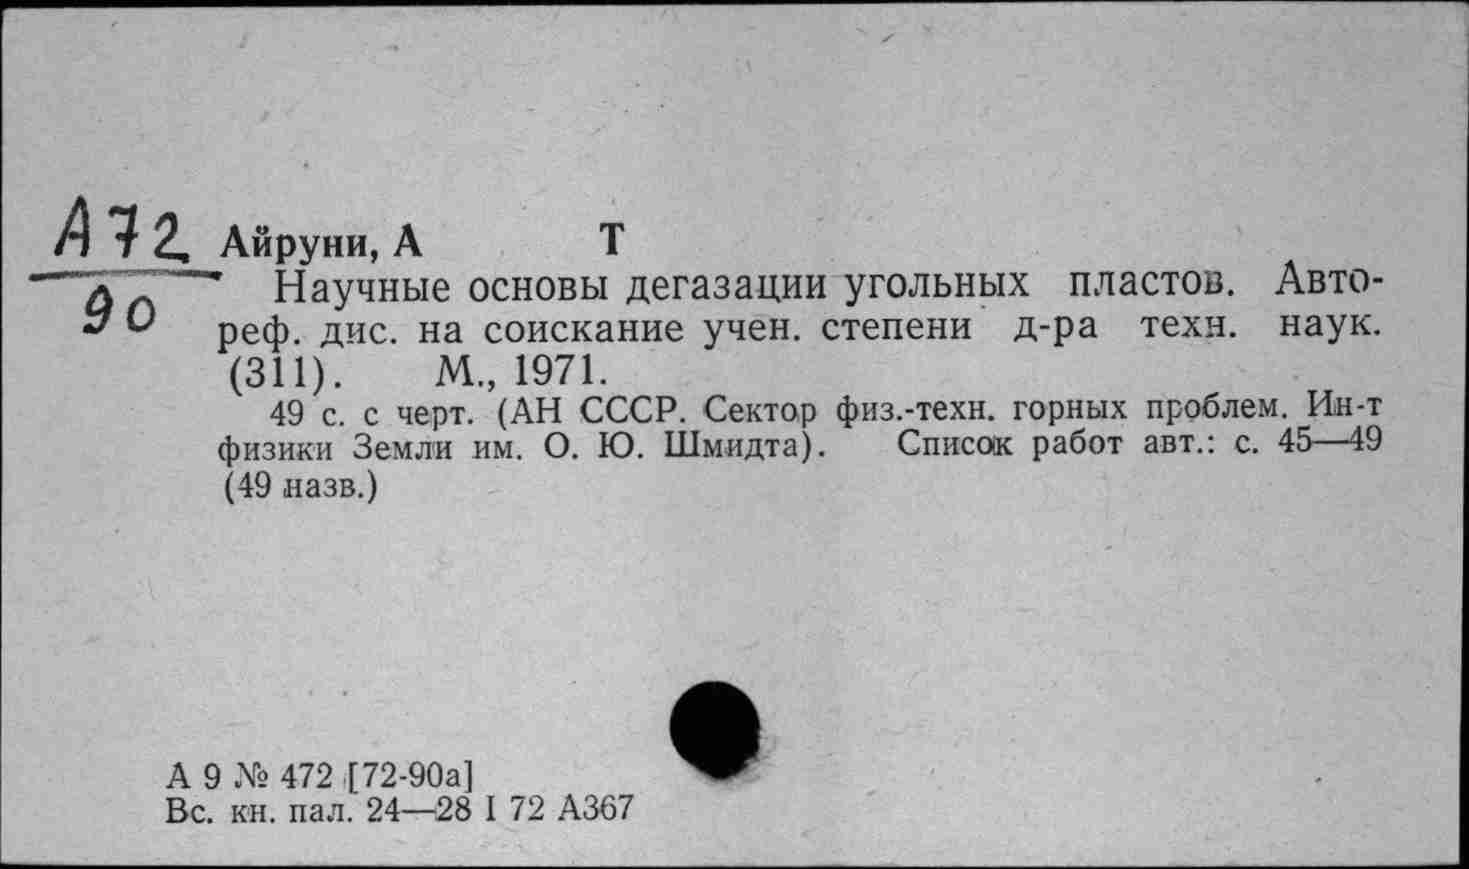 А72
90
Айруни, А Т
Научные основы дегазации угольных пластов. Авто-
реф. дис. на соискание учен. степени д-ра техн. наук.
(311). М., 1971.
49 с. с черт. (АН СССР. Сектор физ.-техн. горных проблем. Ин-т
физики Земли им. О. Ю. Шмидта). Список работ авт.: с. 45—49
(49 назв.)
А 9 № 472 [72-90а]
Вс. кн. пал. 24—28 I 72 А367